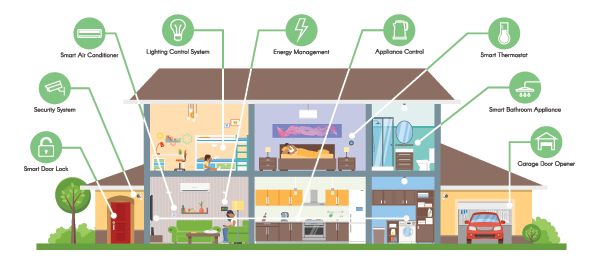 Smart Air Conditioner
Lighting Control System
Energy Management
Appliance Control
Smart Thermostat
Security System
Smart Bathroom Appliance
Smart Door Lock
Garage Door Opener